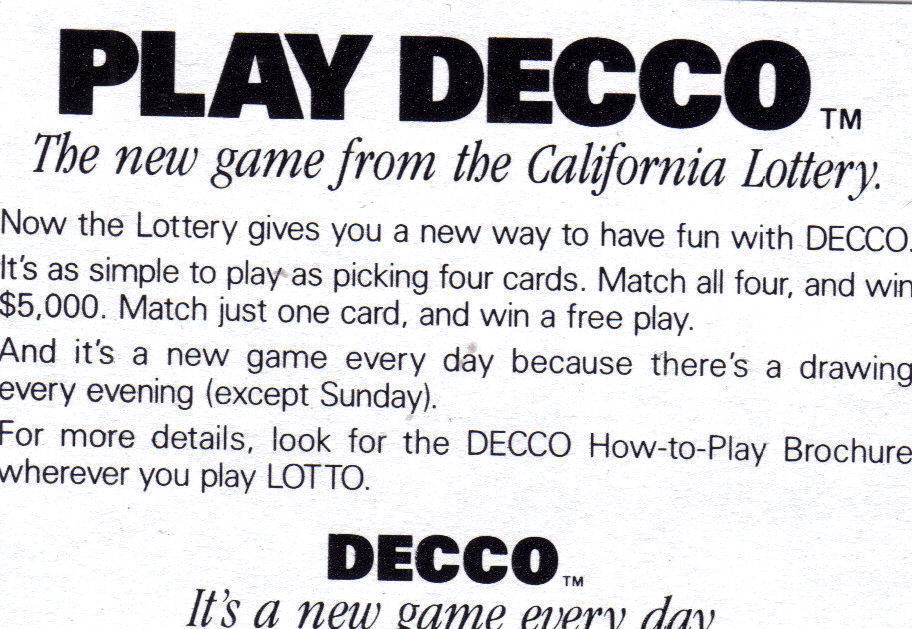 PLAY DECCO™
The new game from the California Lottery.
Now the Lottery gives you a new way to have fun with DECCO.
It's as simple to play as picking four cards. Match all four, and win
$5,000. Match just one card, and win a free play.
And it's a new game every day because there's a drawing
every evening (except Sunday).
For more details, look for the DECCO How-to-Play Brochure
wherever you play LOTTO.
DECCO™
It's a new game every day